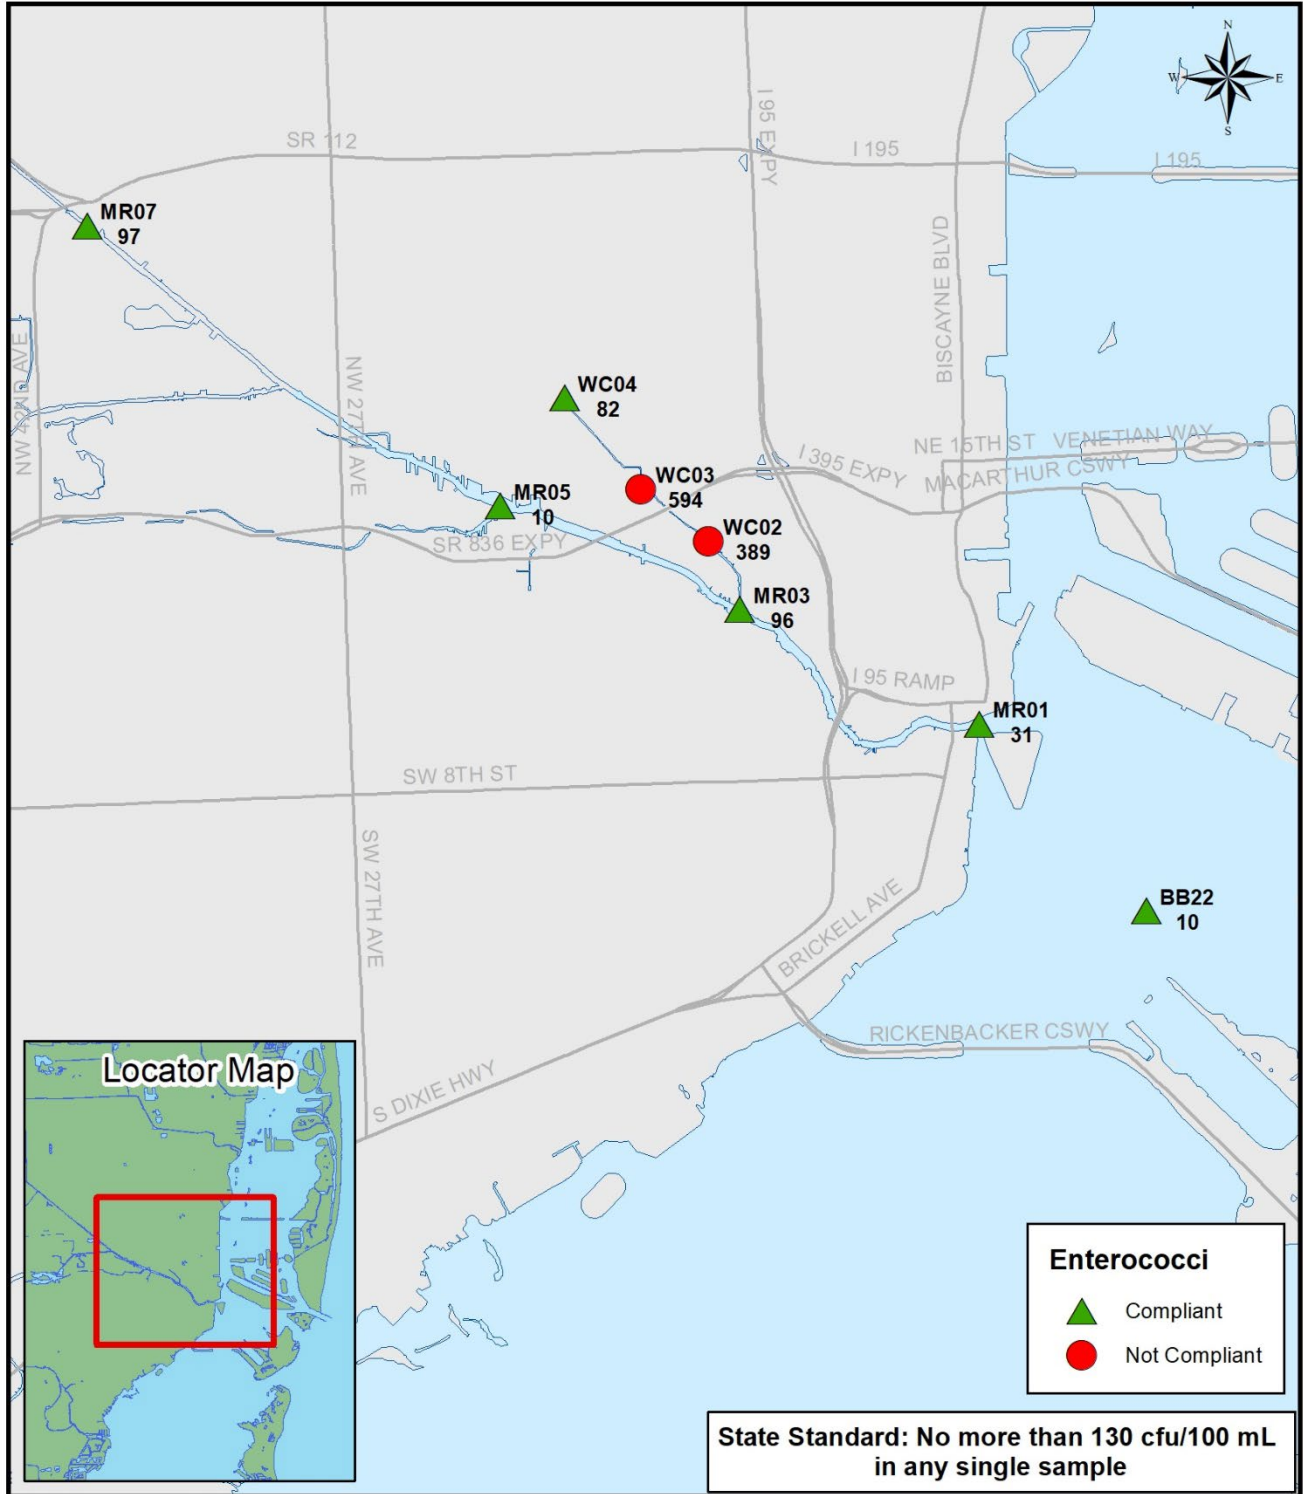 N
W E
S
SR 112
I 95 EXPY
I 195
I 195
MR07
97
BISCAYNE BLVD
NW 42ND AVE
NW 27TH AVE
WC04
82
NE 15TH ST VENETIAN WAY
I 395 EXPY
MACARTHUR CSWY
WC03
594
MR05
10
SR 836 EXPY
WC02
389
MR03
96
I 95 RAMP
MR01
31
SW 8TH ST
SW 27TH AVE
BRICKELL AVE
BB22
10
RICKENBACKER CSWY
S DIXIE HWY
Locator Map
Enterococci
Compliant
Not Compliant
State Standard: No more than 130 cfu/100 mL
in any single sample